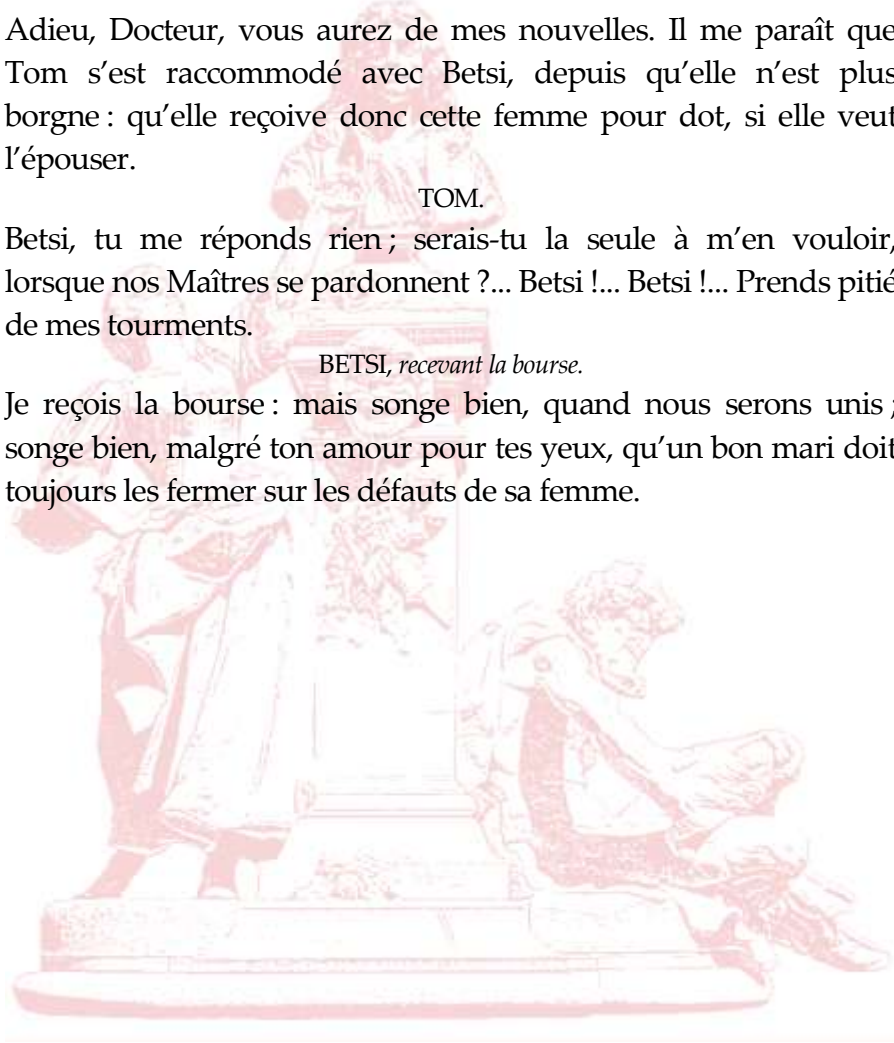 Adieu, Docteur, vous aurez de mes nouvelles. Il me paraît que
Tom s’est raccommodé avec Betsi, depuis qu’elle n’est plus
borgne : qu’elle reçoive donc cette femme pour dot, si elle veut
l’épouser.
TOM.
Betsi, tu me réponds rien ; serais-tu la seule à m’en vouloir,
lorsque nos Maîtres se pardonnent ?... Betsi !... Betsi !... Prends pitié
de mes tourments.
BETSI, recevant la bourse.
Je reçois la bourse : mais songe bien, quand nous serons unis ;
songe bien, malgré ton amour pour tes yeux, qu’un bon mari doit
toujours les fermer sur les défauts de sa femme.